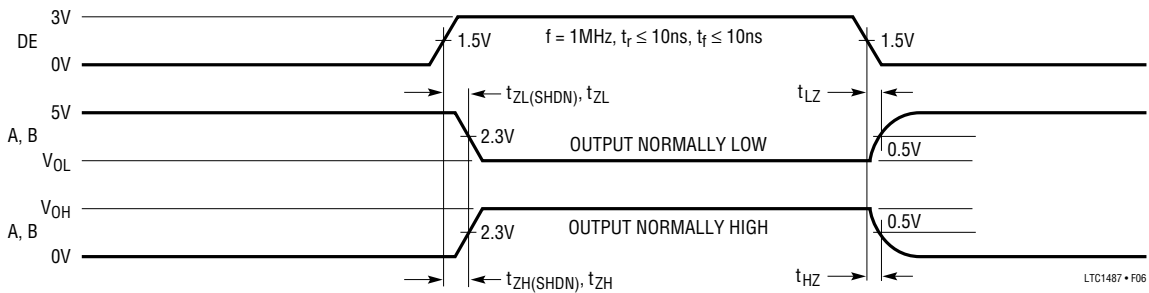 3V
DE
0V
1.5V
f = 1MHz, tr ≤ 10ns, tf ≤ 10ns
1.5V
tZL(SHDN), tZL
tLZ
5V
A, B
VOL
2.3V
OUTPUT NORMALLY LOW
0.5V
VOH
A, B
0V
2.3V
OUTPUT NORMALLY HIGH
0.5V
tZH(SHDN), tZH
tHZ
LTC1487 • F06